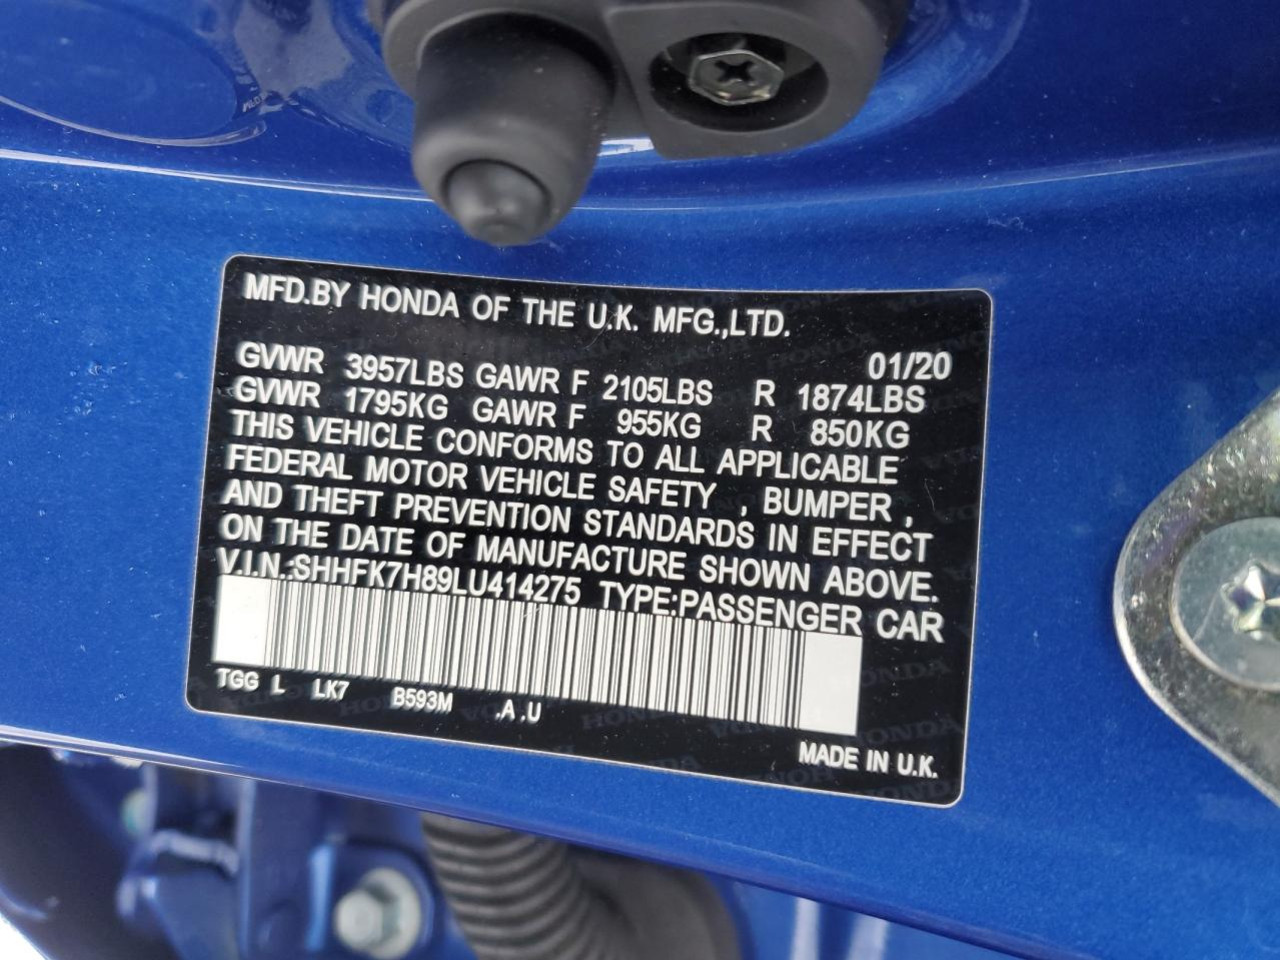 MFD.BY HONDA OF THE U.K. MFG.,LTD.
01/20
GVWR 3957LBS GAWR F 2105LBS R 1874LBS
GVWR 1795KG GAWR F 955KG R 850KG
THIS VEHICLE CONFORMS TO ALL APPLICABLE
FEDERAL MOTOR VEHICLE SAFETY , BUMPER ,
AND THEFT PREVENTION STANDARDS IN EFFECT
ON THE DATE OF MANUFACTURE SHOWN ABOVE.
V.I.N.:SHHFK7H89LU414275 TYPE:PASSENGER CAR
TGG L LK7 B593M .A .U
MADE IN U.K.